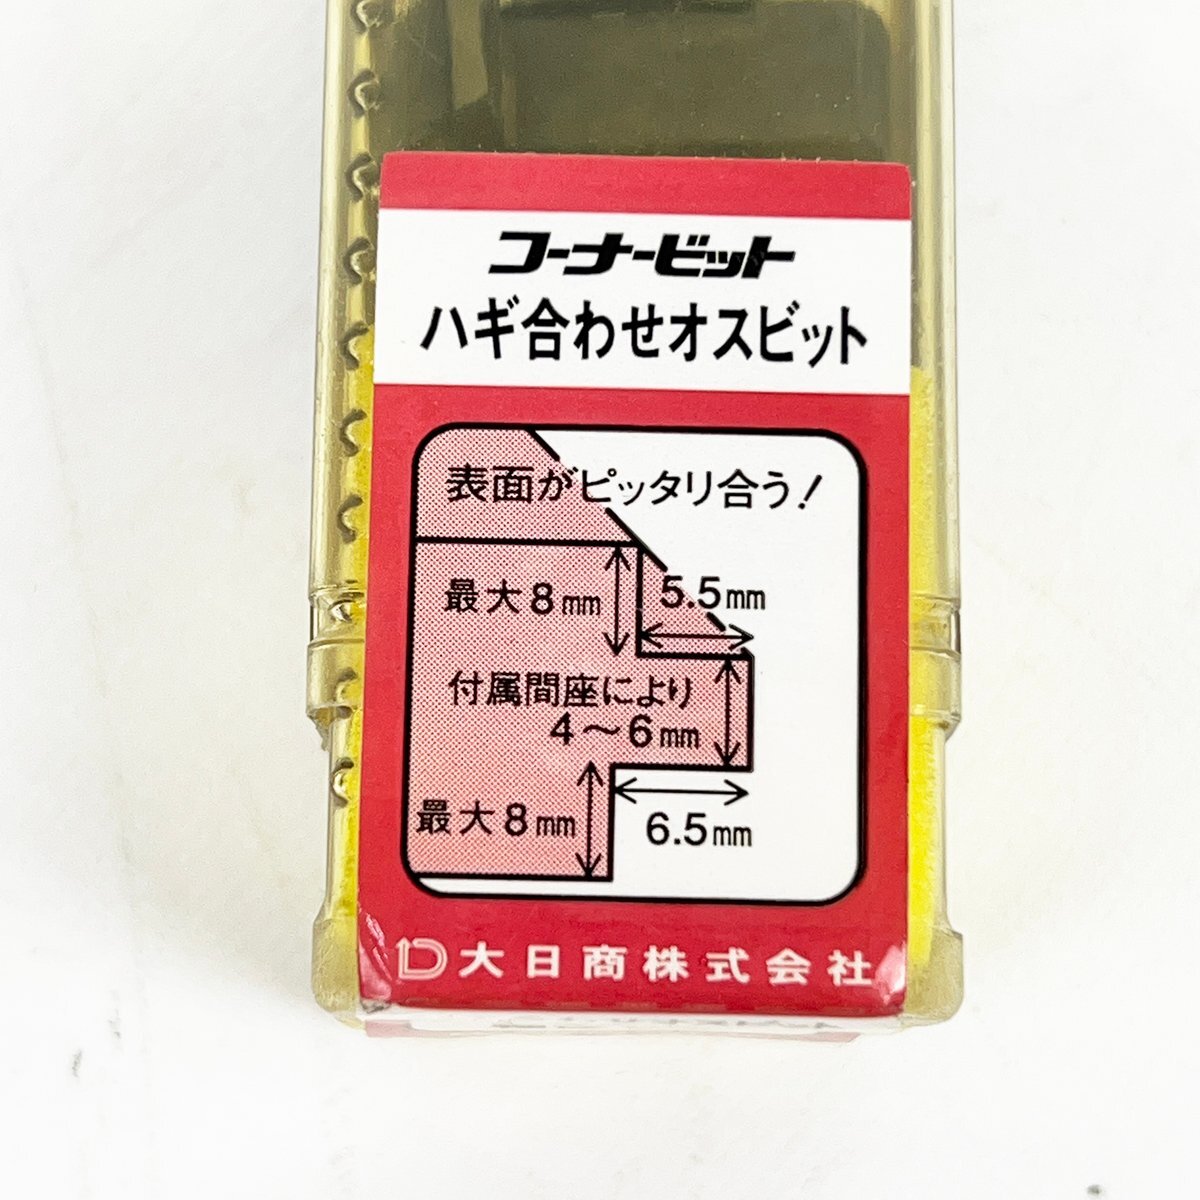 コーナービット
ハギ合わせオスビット
表面がピッタリ合う！
最大8mm
5.5mm
付属間座により
4～6mm
最大8mm
6.5mm
大日商株式会社